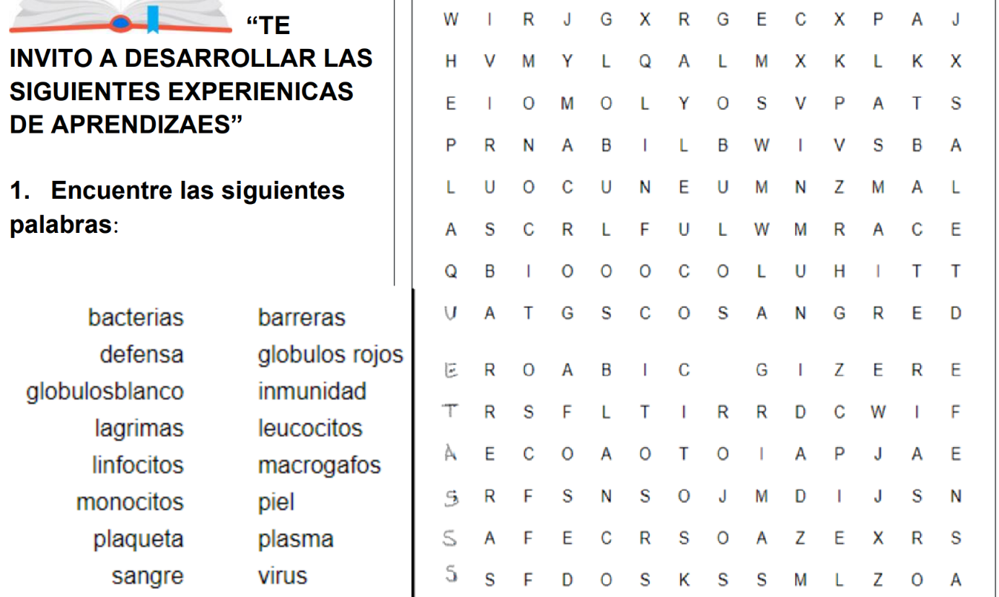 “TE
INVITO A DESARROLLAR LAS
SIGUIENTES EXPERIENICAS
DE APRENDIZAES”
1. Encuentre las siguientes
palabras:
bacterias barreras
defensa globulos rojos
globulosblanco inmunidad
lagrimas leucocitos
linfocitos macrogafos
monocitos piel
plaqueta plasma
sangre virus
W I R J G X R G E C X P A J
H V M Y L Q A L M X K L K X
E I O M O L Y O S V P A T S
P R N A B I L B W I V S B A
L U O C U N E U M N Z M A L
A S C R L F U L W M R A C E
Q B I O O O C O L U H I T T
U A T G S C O S A N G R E D
E R O A B I C G I Z E R E
T R S F L T I R R D C W I F
A E C O A O T O I A P J A E
S R F S N S O J M D I J S N
S A F E C R S O A Z E X R S
S S F D O S K S S M L Z O A